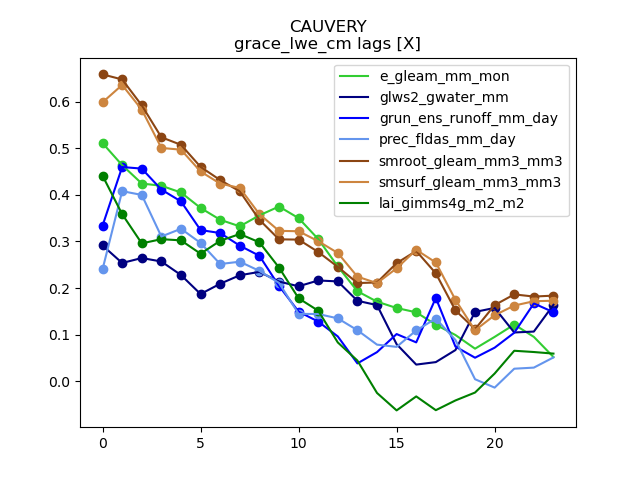 CAUVERY
grace_lwe_cm lags [X]
e_gleam_mm_mon
glws2_gwater_mm
grun_ens_runoff_mm_day
prec_fldas_mm_day
smroot_gleam_mm3_mm3
smsurf_gleam_mm3_mm3
lai_gimms4g_m2_m2
0.6
0.5
0.4
0.3
0.2
0.1
0.0
0 5 10 15 20